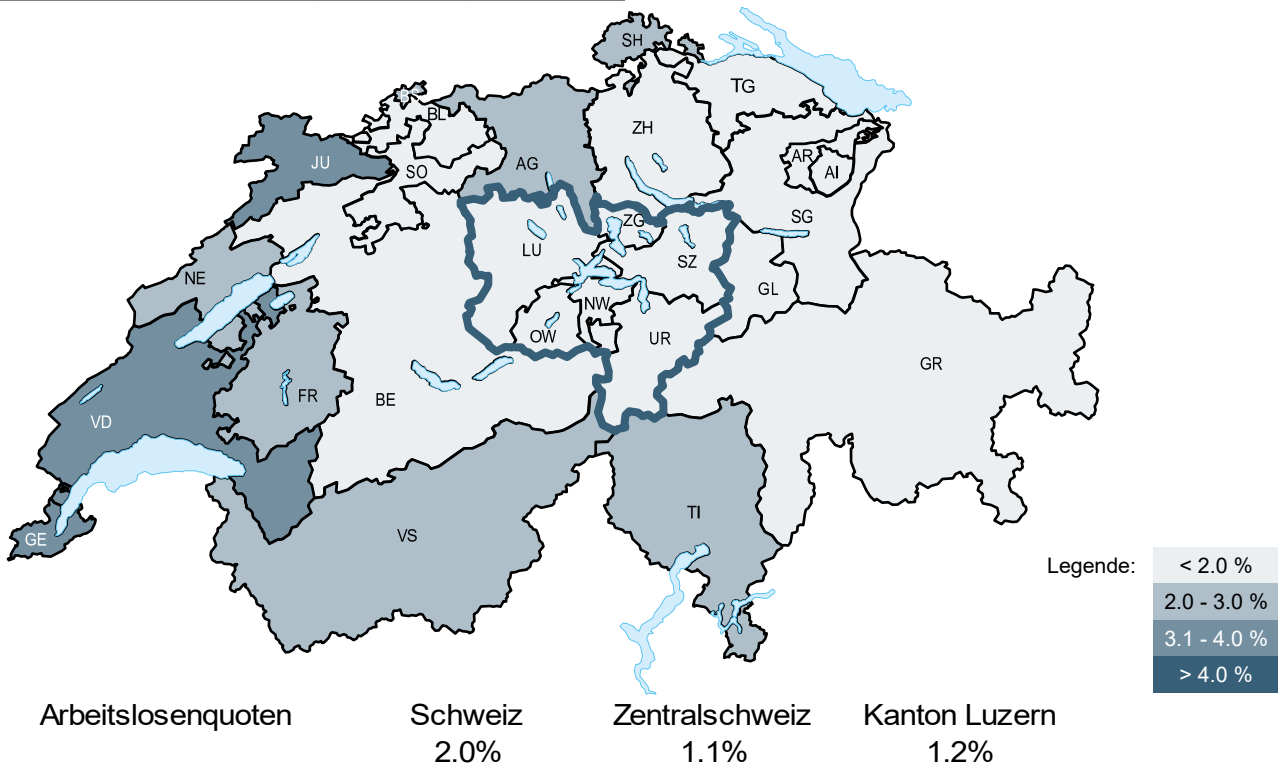 SH
TG
BL
ZH
JU
AG
SO
AR
AI
ZG
SG
LU
SZ
NE
GL
NW
OW
UR
GR
FR
BE
VD
TI
VS
GE
Legende:
< 2.0 %
2.0 - 3.0 %
3.1 - 4.0 %
> 4.0 %
Arbeitslosenquoten Schweiz Zentralschweiz Kanton Luzern
2.0% 1.1% 1.2%